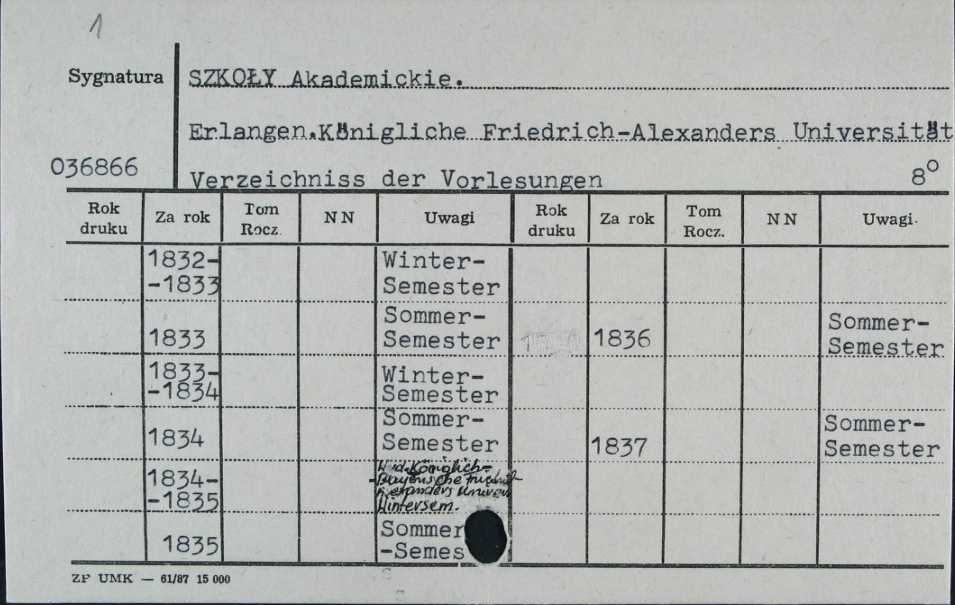 1
Sygnatura
SZKOŁY Akademickie.
Erlangen.Königliche Friedrich-Alexanders Universität
036866
Verzeichniss der Vorlesungen 8⁰
Rok druku Za rok Tom Rocz. NN Uwagi Rok druku Za rok Tom Rocz. NN Uwagi
1832-
-1833 Winter-
Semester
1833 Sommer-
Semester 1836 Sommer-
Semester
1833-
-1834 Winter-
Semester
1834 Sommer-
Semester 1837 Sommer-
Semester
1834-
-1835 Königlich-
Wintersem.
1835 Sommer
-Semes
ZP UMK — 61/87 15 000